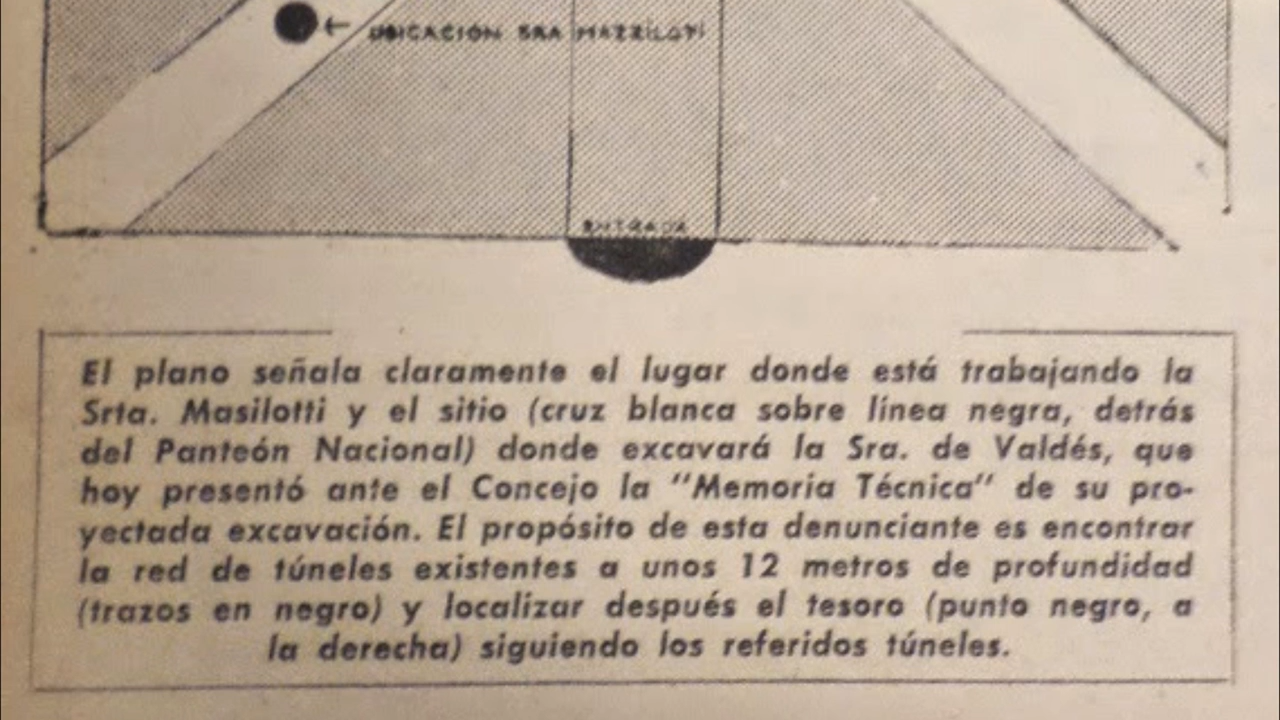 UBICACIÓN SRA MAZZILOTI
ENTRADA
El plano señala claramente el lugar donde está trabajando la
Srta. Masilotti y el sitio (cruz blanca sobre línea negra, detrás
del Panteón Nacional) donde excavará la Sra. de Valdés, que
hoy presentó ante el Concejo la "Memoria Técnica" de su pro-
yectada excavación. El propósito de esta denunciante es encontrar
la red de túneles existentes a unos 12 metros de profundidad
(trazos en negro) y localizar después el tesoro (punto negro, a
la derecha) siguiendo los referidos túneles.